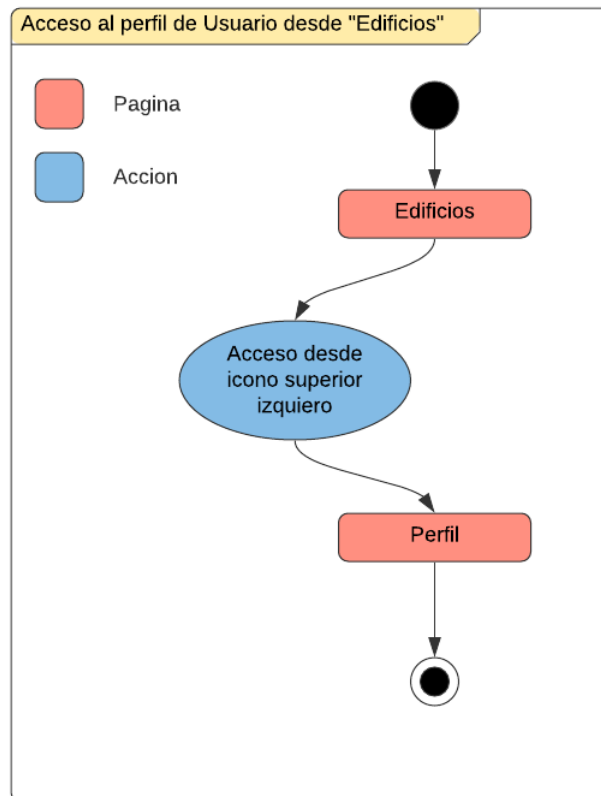 Acceso al perfil de Usuario desde "Edificios"
Pagina
Accion
Edificios
Acceso desde
icono superior
izquiero
Perfil